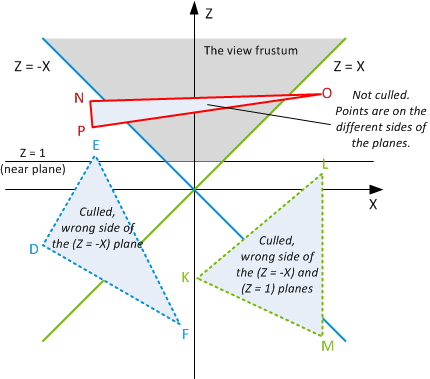 Z
The view frustum
Z = -X
Z = X
N
O
Not culled.
Points are on the
different sides of
the planes.
P
E
Z = 1
(near plane)
L
X
Culled,
wrong side of
the (Z = -X) plane
D
Culled,
wrong side of
the (Z = -X) and
(Z = 1) planes
K
F
M